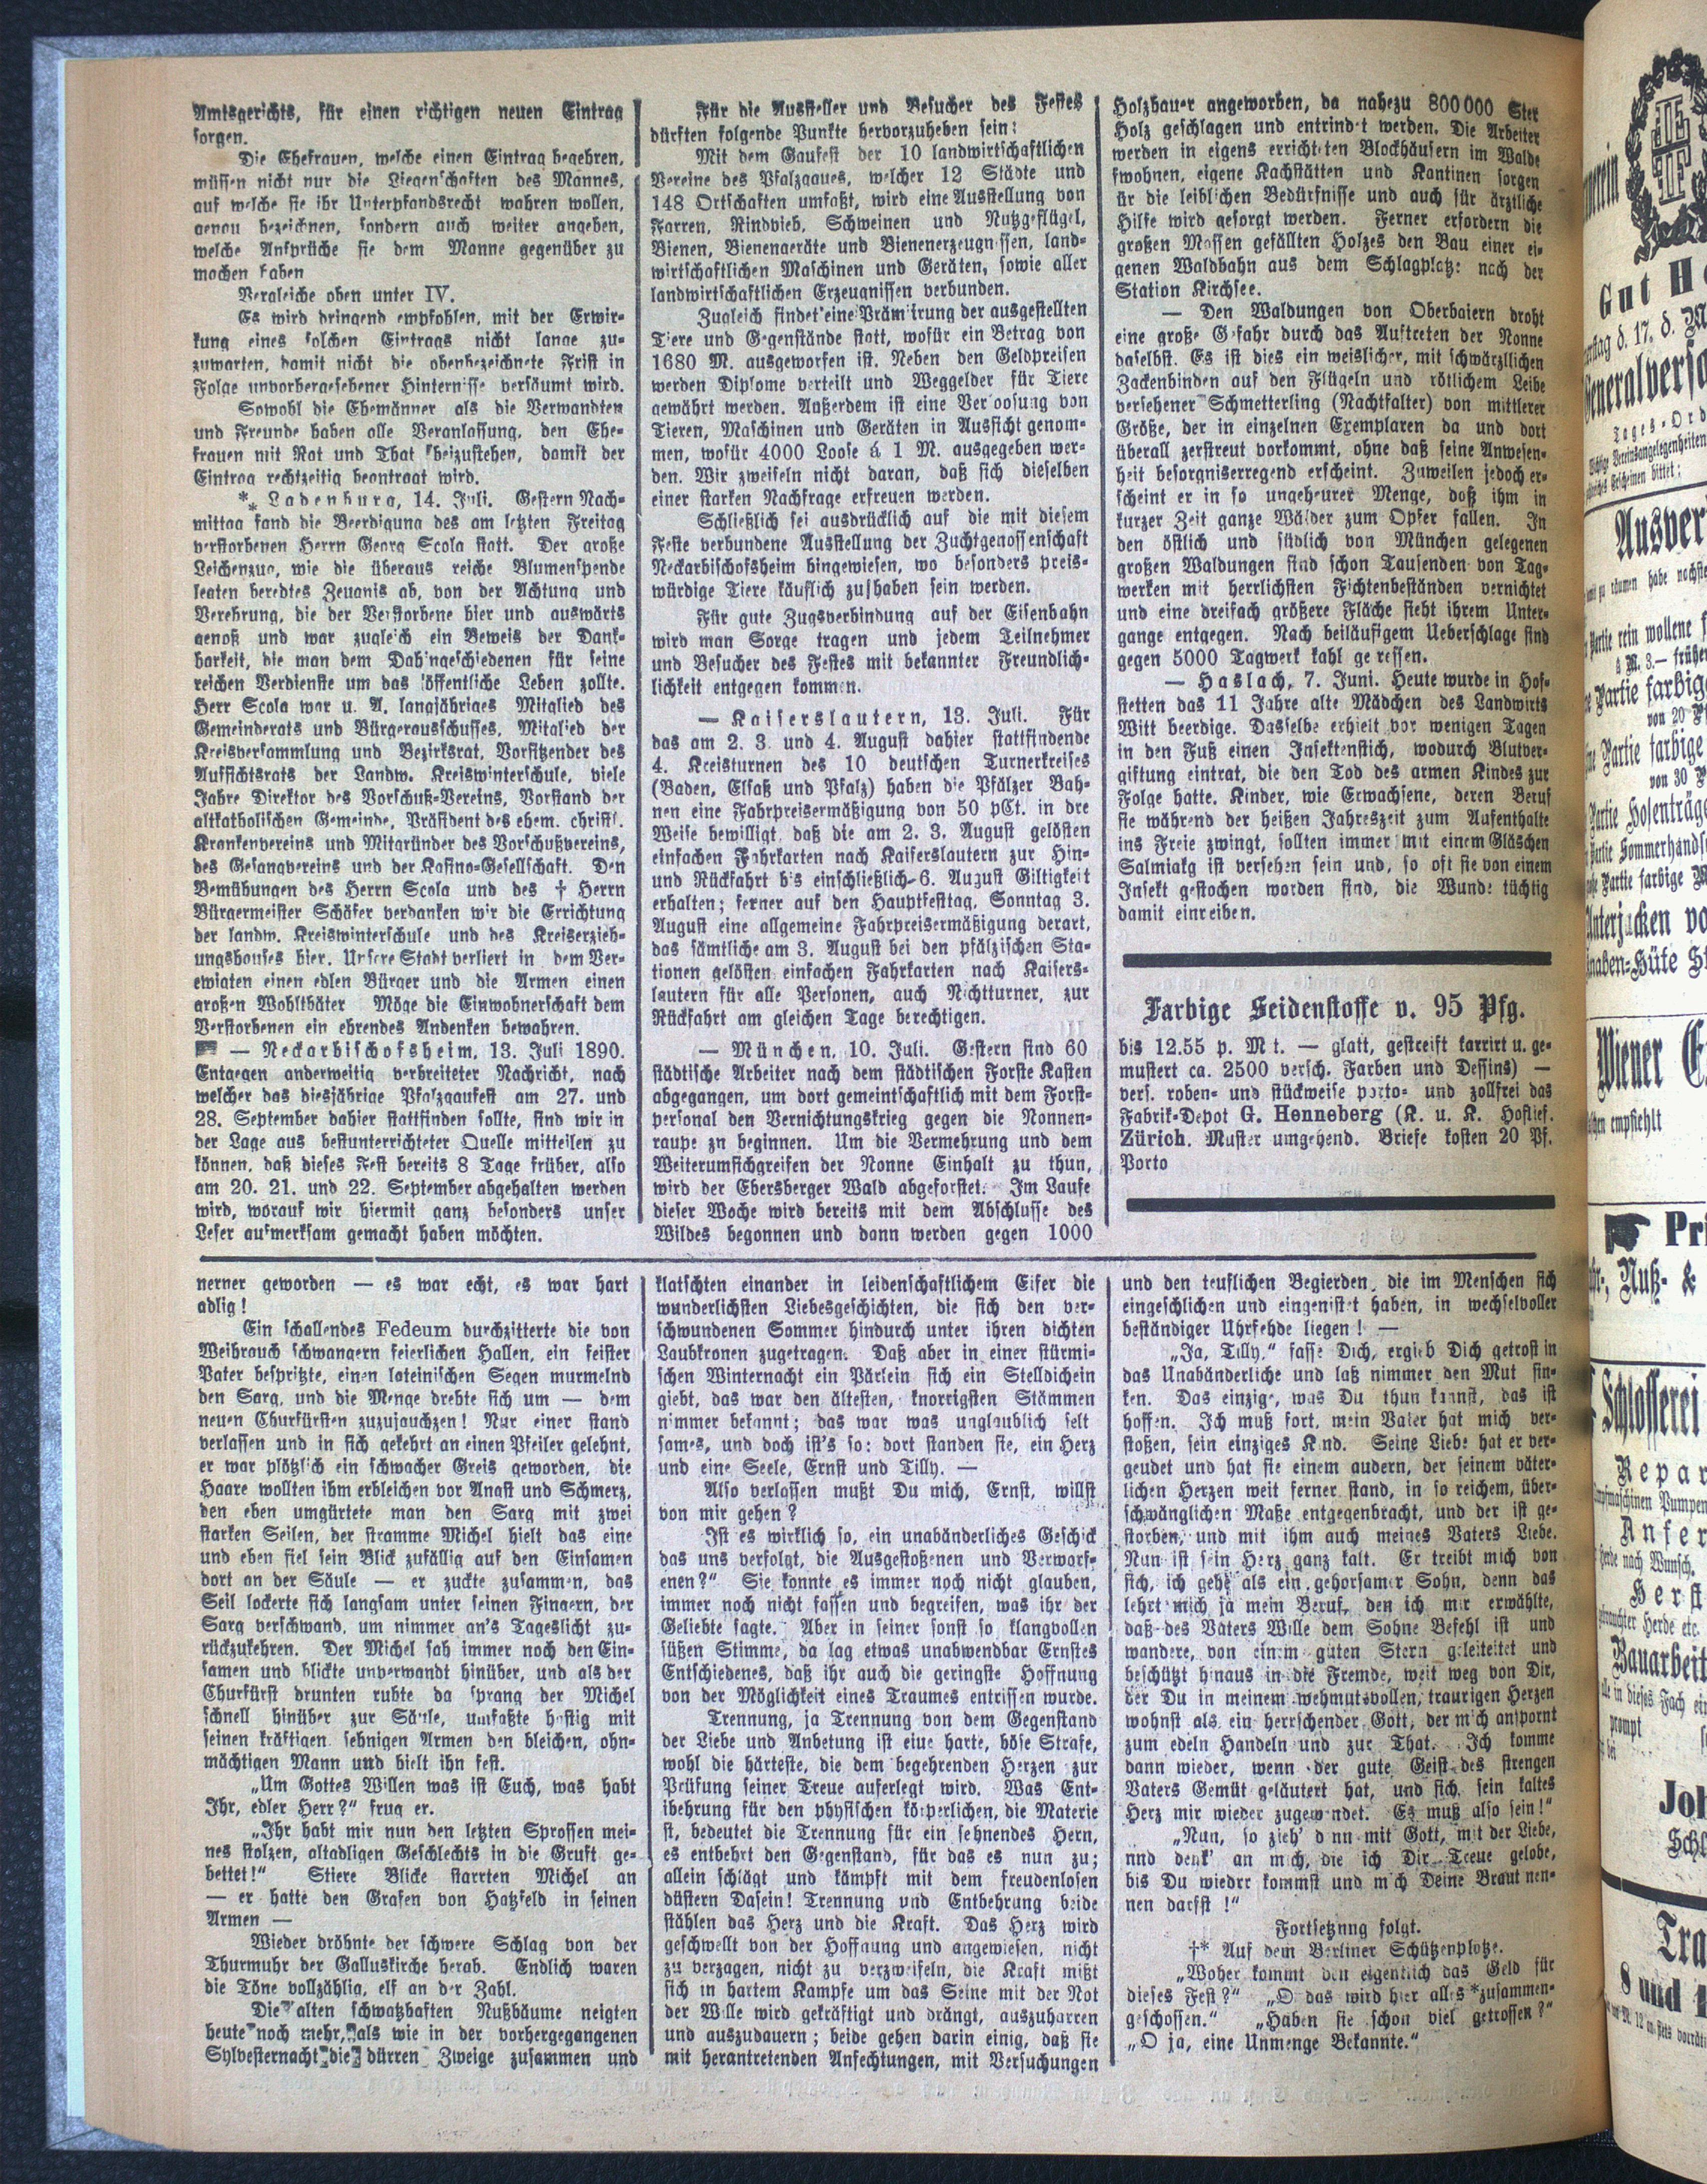 Amtsgerichts, für einen richtigen neuen Eintrag
sorgen.
Die Ehefrauen, welche einen Eintrag begehren,
müssen nicht nur die Liegenschaften des Mannes,
auf welche sie ihr Unterpfandsrecht wahren wollen,
genau bezeichnen, sondern auch weiter angeben,
welche Ansprüche sie dem Manne gegenüber zu
machen haben
Vergleiche oben unter IV.
Es wird dringend empfohlen, mit der Erwir-
kung eines solchen Eintrags nicht lange zu-
zuwarten, damit nicht die obenbezeichnete Frist in
Folge unvorhergesehener Hinternisse versäumt wird.
Sowohl die Ehemänner als die Verwandten
und Freunde haben alle Veranlassung, den Ehe-
frauen mit Rat und That beizustehen, damit der
Eintrag rechtzeitig beantragt wird.
*⁎ Ladenburg, 14. Juli. Gestern Nach-
mittag fand die Beerdigung des am letzten Freitag
verstorbenen Herrn Georg Scola statt. Der große
Leichenzug, wie die überaus reiche Blumenspende
legten beredtes Zeugnis ab, von der Achtung und
Verehrung, die der Verstorbene hier und auswärts
genoß und war zugleich ein Beweis der Dank-
barkeit, die man dem Dahingeschiedenen für seine
reichen Verdienste um das öffentliche Leben zollte.
Herr Scola war u. A. langjähriges Mitglied des
Gemeinderats und Bürgerausschusses, Mitglied der
Kreisversammlung und Bezirksrat, Vorsitzender des
Aufsichtsrats der Landw. Kreiswinterschule, viele
Jahre Direktor des Vorschuß-Vereins, Vorstand der
altkatholischen Gemeinde, Präsident des ehem. christl.
Krankenvereins und Mitgründer des Vorschußvereins,
des Gesangvereins und der Kasino-Gesellschaft. Den
Bemühungen des Herrn Scola und des † Herrn
Bürgermeister Schäfer verdanken wir die Errichtung
der landw. Kreiswinterschule und des Kreiserzieh-
ungshauses hier. Unsere Stadt verliert in dem Ver-
ewigten einen edlen Bürger und die Armen einen
großen Wohlthäter Möge die Einwohnerschaft dem
Verstorbenen ein ehrendes Andenken bewahren.
— Neckarbischofsheim, 13. Juli 1890.
Entgegen anderweitig verbreiteter Nachricht, nach
welcher das diesjährige Pfalzgaufest am 27. und
28. September dahier stattfinden sollte, sind wir in
der Lage aus bestunterrichteter Quelle mitteilen zu
können, daß dieses Fest bereits 8 Tage früher, also
am 20. 21. und 22. September abgehalten werden
wird, worauf wir hiermit ganz besonders unser
Leser aufmerksam gemacht haben möchten.
Für die Aussteller und Besucher des Festes
dürften folgende Punkte hervorzuheben sein:
Mit dem Gaufest der 10 landwirtschaftlichen
Vereine des Pfalzgaues, welcher 12 Städte und
148 Ortschaften umfaßt, wird eine Ausstellung von
Farren, Rindvieh, Schweinen und Nutzgeflügel,
Bienen, Bienengeräte und Bienenerzeugnissen, land-
wirtschaftlichen Maschinen und Geräten, sowie aller
landwirtschaftlichen Erzeugnissen verbunden.
Zugleich findet eine Prämiirung der ausgestellten
Tiere und Gegenstände statt, wofür ein Betrag von
1680 M. ausgeworfen ist. Neben den Geldpreisen
werden Diplome verteilt und Weggelder für Tiere
gewährt werden. Außerdem ist eine Verloosung von
Tieren, Maschinen und Geräten in Aussicht genom-
men, wofür 4000 Loose á 1 M. ausgegeben wer-
den. Wir zweifeln nicht daran, daß sich dieselben
einer starken Nachfrage erfreuen werden.
Schließlich sei ausdrücklich auf die mit diesem
Feste verbundene Ausstellung der Zuchtgenossenschaft
Neckarbischofsheim hingewiesen, wo besonders preis-
würdige Tiere käuflich zu haben sein werden.
Für gute Zugsverbindung auf der Eisenbahn
wird man Sorge tragen und jedem Teilnehmer
und Besucher des Festes mit bekannter Freundlich-
lichkeit entgegen kommen.
— Kaiserslautern, 13. Juli. Für
das am 2. 3. und 4. August dahier stattfindende
4. Kreisturnen des 10 deutschen Turnerkreises
(Baden, Elsaß und Pfalz) haben die Pfälzer Bah-
nen eine Fahrpreisermäßigung von 50 pCt. in dre
Weise bewilligt, daß die am 2. 3. August gelösten
einfachen Fahrkarten nach Kaiserslautern zur Hin-
und Rückfahrt bis einschließlich 6. August Giltigkeit
erhalten; ferner auf den Hauptfesttag, Sonntag 3.
August eine allgemeine Fahrpreisermäßigung derart,
das sämtliche am 3. August bei den pfälzischen Sta-
tionen gelösten einfachen Fahrkarten nach Kaisers-
lautern für alle Personen, auch Nichtturner, zur
Rückfahrt am gleichen Tage berechtigen.
— München, 10. Juli. Gestern sind 60
städtische Arbeiter nach dem städtischen Forste Kasten
abgegangen, um dort gemeintschaftlich mit dem Forst-
personal den Vernichtungskrieg gegen die Nonnen-
raupe zu beginnen. Um die Vermehrung und dem
Weiterumsichgreifen der Nonne Einhalt zu thun,
wird der Ebersberger Wald abgeforstet. Im Laufe
dieser Woche wird bereits mit dem Abschlusse des
Wildes begonnen und dann werden gegen 1000
Holzhauer angeworben, da nahezu 800 000 Ster
Holz geschlagen und entrindet werden. Die Arbeiter
werden in eigens errichteten Blockhäusern im Walde
wohnen, eigene Kachstätten und Kantinen sorgen
ür die leiblichen Bedürfnisse und auch für ärztliche
Hilfe wird gesorgt werden. Ferner erfordern die
großen Massen gefällten Holzes den Bau einer ei-
genen Waldbahn aus dem Schlagplatze nach der
Station Kirchsee.
— Den Waldungen von Oberbaiern droht
eine große Gefahr durch das Auftreten der Nonne
daselbst. Es ist dies ein weislicher, mit schwärzllichen
Zackenbinden auf den Flügeln und rötlichem Leibe
versehener Schmetterling (Nachtfalter) von mittlerer
Größe, der in einzelnen Exemplaren da und dort
überall zerstreut vorkommt, ohne daß seine Anwesen-
heit besorgniserregend erscheint. Zuweilen jedoch er-
scheint er in so ungeheurer Menge, daß ihm in
kurzer Zeit ganze Wälder zum Opfer fallen. In
den östlich und südlich von München gelegenen
großen Waldungen sind schon Tausenden von Tag-
werken mit herrlichsten Fichtenbeständen vernichtet
und eine dreifach größere Fläche sieht ihrem Unter-
gange entgegen. Nach beiläufigem Ueberschlage sind
gegen 5000 Tagwerk kahl gefressen.
— Haslach, 7. Juni. Heute wurde in Hof-
stetten das 11 Jahre alte Mädchen des Landwirts
Witt beerdige. Dasselbe erhielt vor wenigen Tagen
in den Fuß einen Insektenstich, wodurch Blutver-
giftung eintrat, die den Tod des armen Kindes zur
Folge hatte. Kinder, wie Erwachsene, deren Beruf
sie während der heißen Jahreszeit zum Aufenthalte
ins Freie zwingt, sollten immer mit einem Gläschen
Salmiakg ist versehen sein und, so oft sie von einem
Insekt gestochen worden sind, die Wunde tüchtig
damit einreiben.
Farbige Seidenstoffe v. 95 Pfg.
bis 12.55 p. Mt. — glatt, gestreift karrirt u. ge-
mustert ca. 2500 versch. Farben und Dessins) —
vers. roben- und stückweise porto- und zollfrei das
Fabrik-Depot G. Henneberg (K. u. K. Hoflief.
Zürich. Muster umgehend. Briefe kosten 20 Pf.
Porto
nerner geworden — es war echt, es war hart
adlig!
Ein schallendes Fedeum durchzitterte die von
Weihrauch schwangern feierlichen Hallen, ein feister
Pater bespritzte, einen lateinischen Segen murmelnd
den Sarg, und die Menge drehte sich um — dem
neuen Churfürsten zuzujauchzen! Nur einer stand
verlassen und in sich gekehrt an einen Pfeiler gelehnt,
er war plötzlich ein schwacher Greis geworden, die
Haare wollten ihm erbleichen vor Angst und Schmerz,
den eben umgürtete man den Sarg mit zwei
starken Seilen, der stramme Michel hielt das eine
und eben fiel sein Blick zufällig auf den Einsamen
dort an der Säule — er zuckte zusammen, das
Seil lockerte sich langsam unter seinen Fingern, der
Sarg verschwand, um nimmer an's Tageslicht zu-
rückzukehren. Der Michel sah immer noch den Ein-
samen und blickte unverwandt hinüber, und als der
Churfürst drunten ruhte da sprang der Michel
schnell hinüber zur Säule, umfaßte hastig mit
seinen kräftigen sehnigen Armen den bleichen, ohn-
mächtigen Mann und hielt ihn fest.
„Um Gottes Willen was ist Euch, was habt
Ihr, edler Herr?" frug er.
„Ihr habt mir nun den letzten Sprossen mei-
nes stolzen, altadligen Geschlechts in die Gruft ge-
bettet!" Stiere Blicke starrten Michel an
— er hatte den Grafen von Hatzfeld in seinen
Armen —
Wieder dröhnte der schwere Schlag von der
Thurmuhr der Galluskirche herab. Endlich waren
die Töne vollzählig, elf an der Zahl.
Die alten schwatzhaften Nußbäume neigten
heute noch mehr, als wie in der vorhergegangenen
Sylvesternacht die dürren Zweige zusammen und
klatschten einander in leidenschaftlichem Eifer die
wunderlichsten Liebesgeschichten, die sich den ver-
schwundenen Sommer hindurch unter ihren dichten
Laubkronen zugetragen. Daß aber in einer stürmi-
schen Winternacht ein Pärlein sich ein Stelldichein
giebt, das war den ältesten, knorrigsten Stämmen
nimmer bekannt; das war was unglaublich selt
sames, und doch ist's so: dort standen sie, ein Herz
und eine Seele, Ernst und Tilly. —
Also verlassen mußt Du mich, Ernst, willst
von mir gehen?
Ist es wirklich so, ein unabänderliches Geschick
das uns verfolgt, die Ausgestoßenen und Verworf-
enen?" Sie konnte es immer noch nicht glauben,
immer noch nicht fassen und begreifen, was ihr der
Geliebte sagte. Aber in seiner sonst so klangvollen
süßen Stimme, da lag etwas unabwendbar Ernstes
Entschiedenes, daß ihr auch die geringste Hoffnung
von der Möglichkeit eines Traumes entrissen wurde.
Trennung, ja Trennung von dem Gegenstand
der Liebe und Anbetung ist eine harte, böse Strafe,
wohl die härteste, die dem begehrenden Herzen zur
Prüfung seiner Treue auferlegt wird. Was Ent-
ibehrung für den physischen körperlichen, die Materie
st, bedeutet die Trennung für ein sehnendes Hern,
es entbehrt den Gegenstand, für das es nun zu;
allein schlägt und kämpft mit dem freudenlosen
düstern Dasein! Trennung und Entbehrung beide
stählen das Herz und die Kraft. Das Herz wird
geschwellt von der Hoffnung und angewiesen, nicht
zu verzagen, nicht zu verzweifeln, die Kraft mißt
sich in hartem Kampfe um das Seine mit der Not
der Wille wird gekräftigt und drängt, auszuharren
und auszudauern; beide gehen darin einig, daß sie
mit herantretenden Anfechtungen, mit Versuchungen
und den teuflichen Begierden, die im Menschen sich
eingeschlichen und eingenistet haben, in wechselvoller
beständiger Uhrfehde liegen! —
„Ja, Tilly," fasse Dich, ergieb Dich getrost in
das Unabänderliche und laß nimmer den Mut sin-
ken. Das einzige, was Du thun kannst, das ist
hoffen. Ich muß fort, mein Vater hat mich ver-
stoßen, sein einziges Kind. Seine Liebe hat er ver-
geudet und hat sie einem andern, der seinem väter-
lichen Herzen weit ferner stand, in so reichem, über-
schwänglichen Maße entgegenbracht, und der ist ge-
storben, und mit ihm auch meines Vaters Liebe.
Nun ist sein Herz ganz kalt. Er treibt mich von
sich, ich gehe als ein gehorsamer Sohn, denn das
lehrt mich ja mein Beruf, den ich mir erwählte,
daß des Vaters Wille dem Sohne Befehl ist und
wandere, von einem guten Stern geleiteitet und
beschützt hinaus in die Fremde, weit weg von Dir,
der Du in meinem wehmutsvollen, traurigen Herzen
wohnst als ein herrschender Gott, der mich anspornt
zum edeln Handeln und zur That. Ich komme
dann wieder, wenn der gute Geist des strengen
Vaters Gemüt geläutert hat, und sich sein kaltes
Herz mir wieder zugewendet. Es muß also sein!"
„Nun, so zieh' denn mit Gott, mit der Liebe,
nnd denk' an mich, die ich Dir Treue gelobe,
bis Du wieder kommst und mich Deine Braut nen-
nen darfst!"
Fortsetznng folgt.
†* Auf dem Berliner Schützenplatze.
„Woher kommt den eigentlich das Geld für
dieses Fest?" „O das wird hier alles zusammen-
geschossen." „Haben sie schon viel getroffen?"
„O ja, eine Unmenge Bekannte."
Gut H
Generalvers
Tages-Ord
Ausver
Wiener
empfiehlt
Pri
Nuß- &
Schlosserei
Repar
Anfer
Herst
Bauarbeit
prompt
Joh
Tra
8 und 1